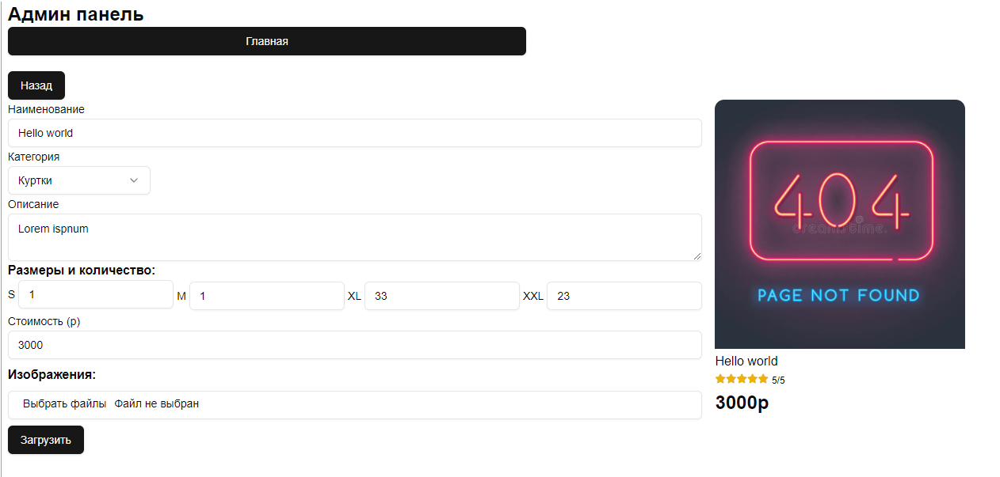 Админ панель
Главная
Назад
Наименование
Hello world
Категория
Куртки
Описание
Lorem ispnum
Размеры и количество:
S 1 M 1 XL 33 XXL 23
Стоимость (р)
3000
Изображения:
Выбрать файлы Файл не выбран
Загрузить
404
dreamstime.
PAGE NOT FOUND
Hello world
5/5
3000р